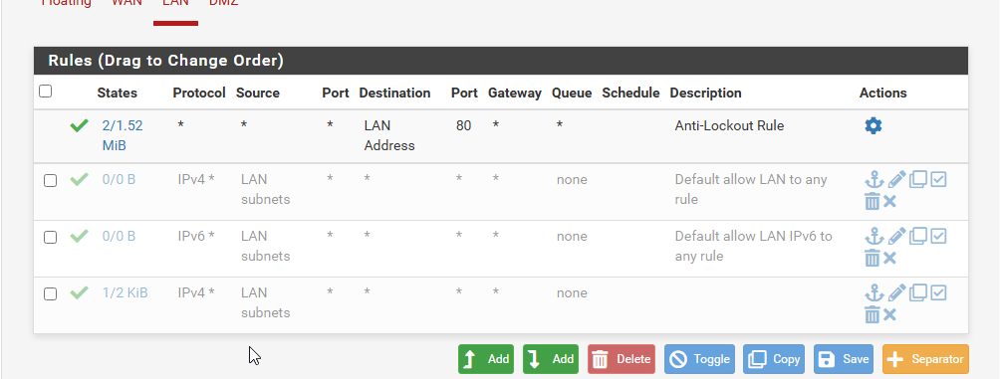 Floating WAN LAN DMZ
Rules (Drag to Change Order)
States Protocol Source Port Destination Port Gateway Queue Schedule Description Actions
2/1.52 * * * LAN 80 * * Anti-Lockout Rule
MiB Address
0/0 B IPv4 * LAN * * * * none Default allow LAN to any
subnets rule
0/0 B IPv6 * LAN * * * * none Default allow LAN IPv6 to
subnets any rule
1/2 KiB IPv4 * LAN * * * * none
subnets
Add Add Delete Toggle Copy Save Separator